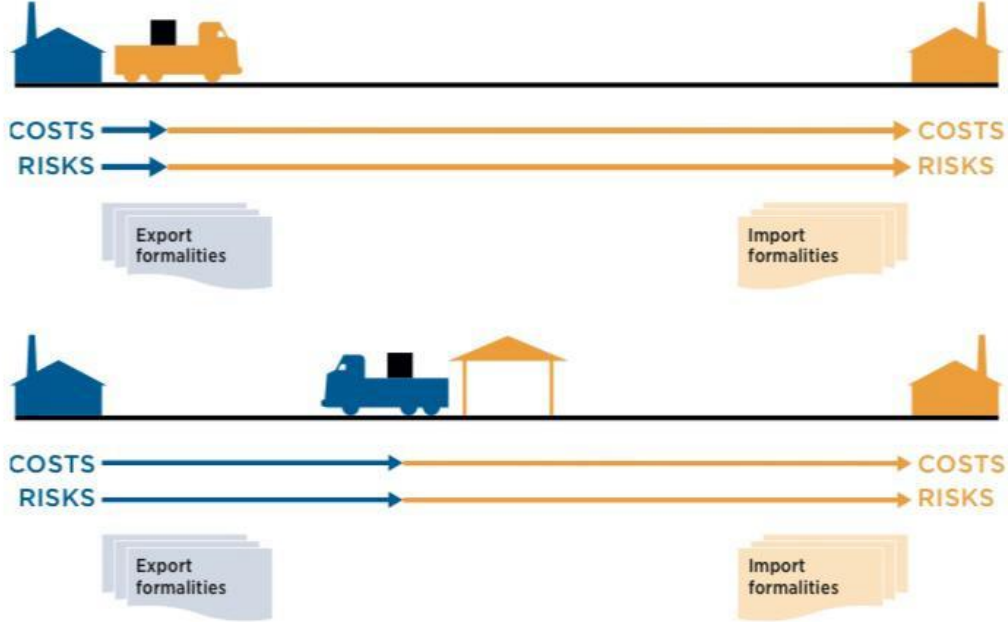 COSTS COSTS
RISKS RISKS
Export
formalities
Import
formalities
COSTS COSTS
RISKS RISKS
Export
formalities
Import
formalities